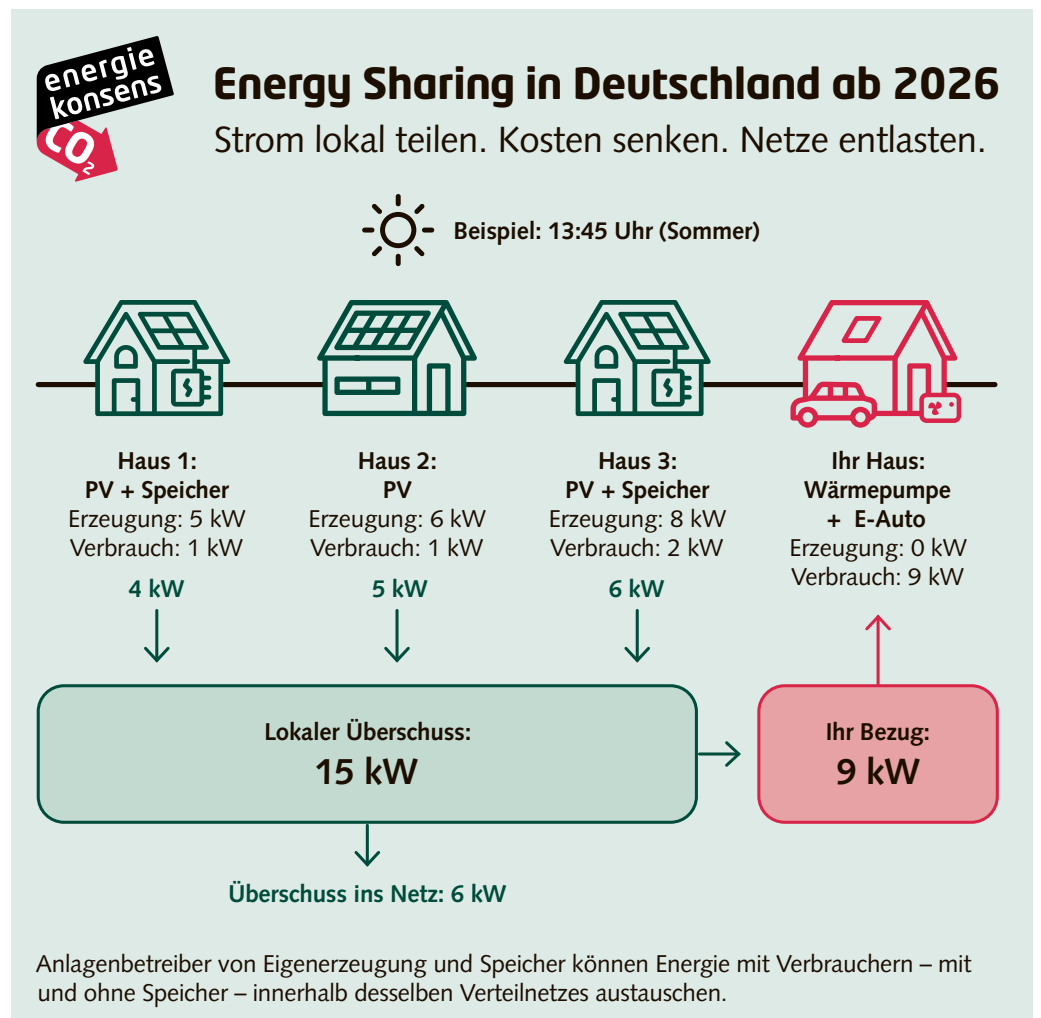 energie
konsens
CO2
Energy Sharing in Deutschland ab 2026
Strom lokal teilen. Kosten senken. Netze entlasten.
Beispiel: 13:45 Uhr (Sommer)
Haus 1:
PV + Speicher
Erzeugung: 5 kW
Verbrauch: 1 kW
4 kW
Haus 2:
PV
Erzeugung: 6 kW
Verbrauch: 1 kW
5 kW
Haus 3:
PV + Speicher
Erzeugung: 8 kW
Verbrauch: 2 kW
6 kW
Ihr Haus:
Wärmepumpe
+ E-Auto
Erzeugung: 0 kW
Verbrauch: 9 kW
Lokaler Überschuss:
15 kW
Ihr Bezug:
9 kW
Überschuss ins Netz: 6 kW
Anlagenbetreiber von Eigenerzeugung und Speicher können Energie mit Verbrauchern – mit
und ohne Speicher – innerhalb desselben Verteilnetzes austauschen.